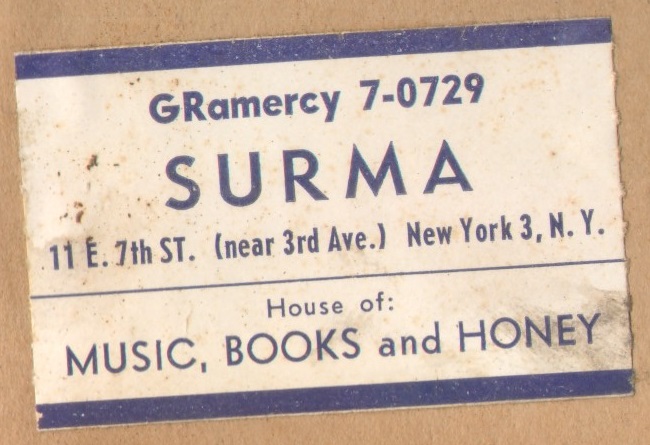 GRamercy 7-0729
SURMA
11 E. 7th ST. (near 3rd Ave.) New York 3, N. Y.
House of:
MUSIC, BOOKS and HONEY